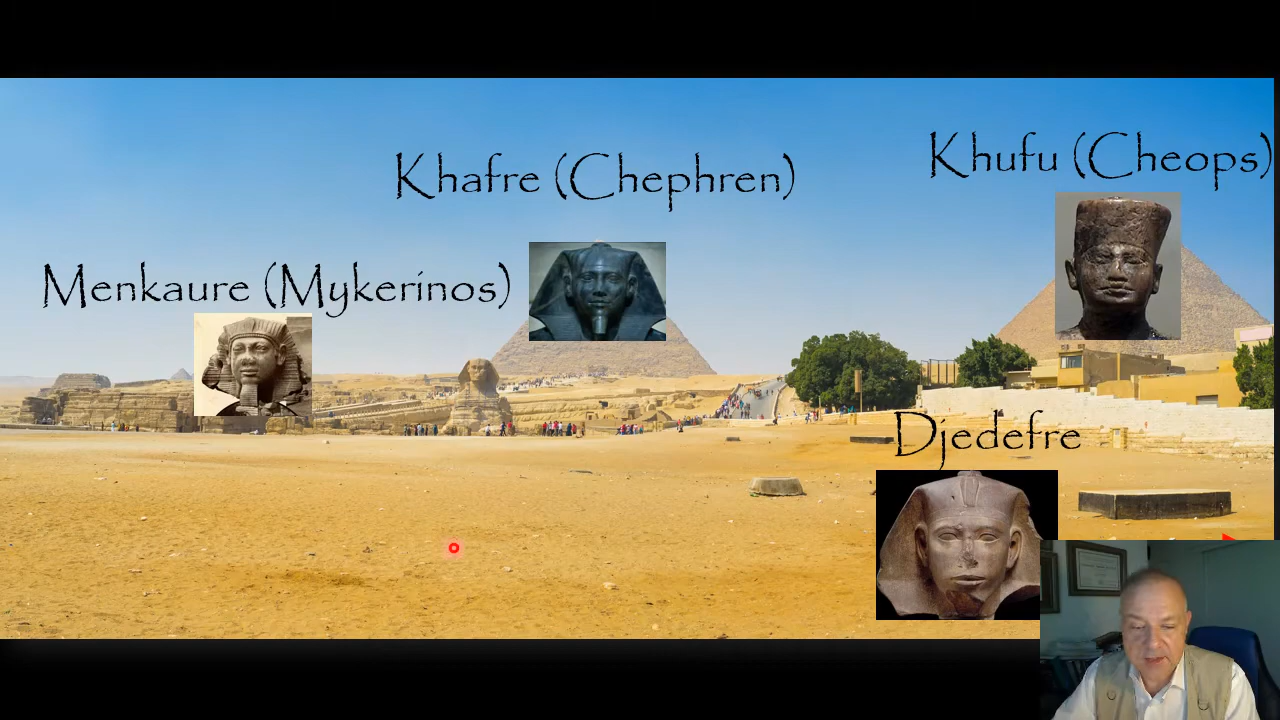 Khufu (Cheops)
Khafre (Chephren)
Menkaure (Mykerinos)
Djedefre